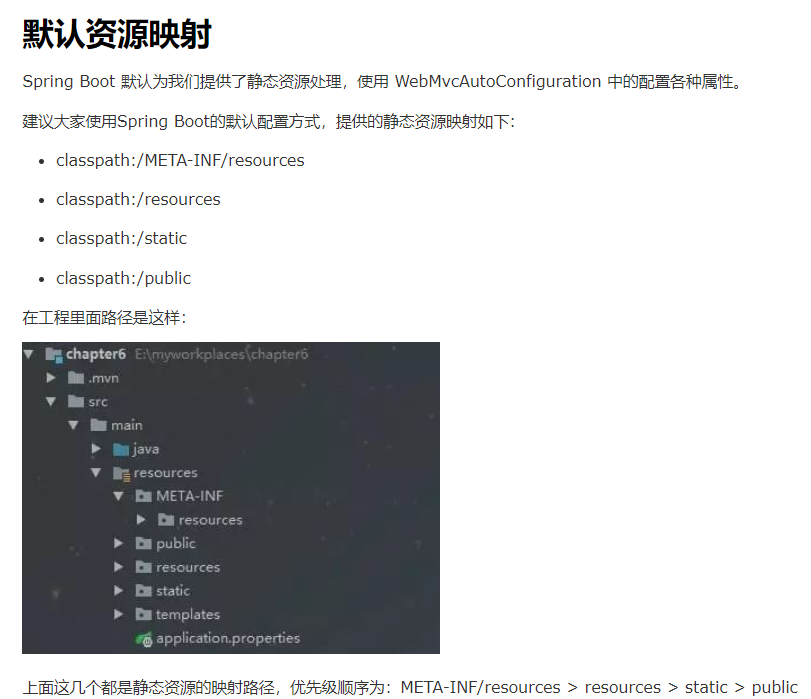 默认资源映射
Spring Boot 默认为我们提供了静态资源处理，使用 WebMvcAutoConfiguration 中的配置各种属性。
建议大家使用Spring Boot的默认配置方式，提供的静态资源映射如下：
classpath:/META-INF/resources
classpath:/resources
classpath:/static
classpath:/public
在工程里面路径是这样：
chapter6 E:\myworkplaces\chapter6
.mvn
src
main
java
resources
META-INF
resources
public
resources
static
templates
application.properties
上面这几个都是静态资源的映射路径，优先级顺序为：META-INF/resources > resources > static > public